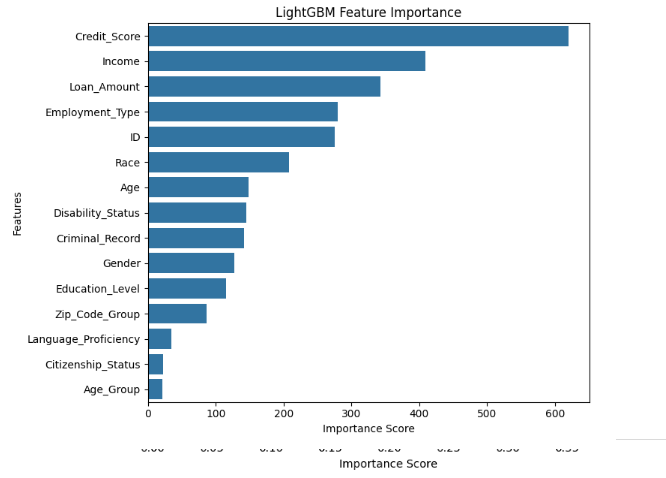 LightGBM Feature Importance
Credit_Score
Income
Loan_Amount
Employment_Type
ID
Race
Age
Disability_Status
Criminal_Record
Gender
Education_Level
Zip_Code_Group
Language_Proficiency
Citizenship_Status
Age_Group
Features
0 100 200 300 400 500 600
Importance Score
Importance Score